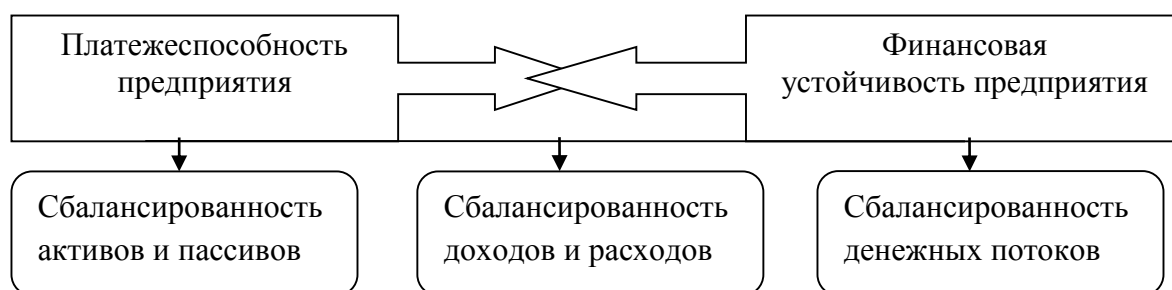 Платежеспособность
предприятия
Финансовая
устойчивость предприятия
Сбалансированность
активов и пассивов
Сбалансированность
доходов и расходов
Сбалансированность
денежных потоков